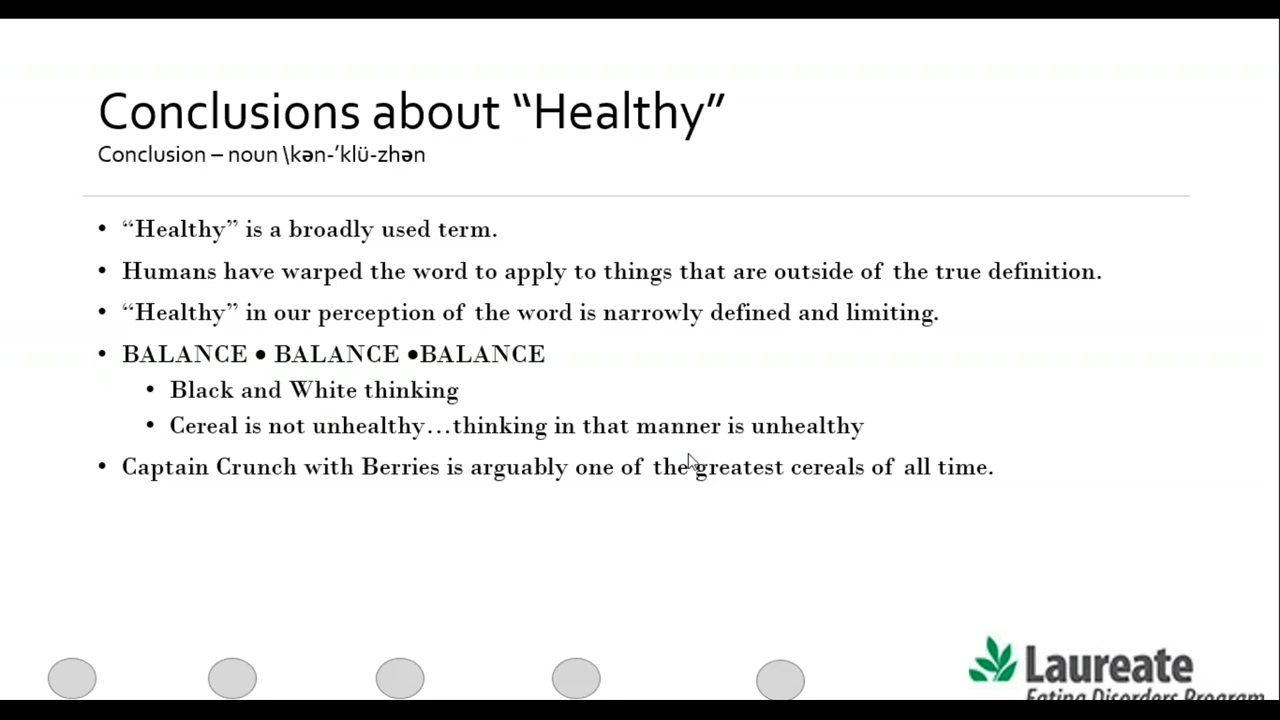 Conclusions about “Healthy”
Conclusion – noun \kən-ˈklü-zhən
• “Healthy” is a broadly used term.
• Humans have warped the word to apply to things that are outside of the true definition.
• “Healthy” in our perception of the word is narrowly defined and limiting.
• BALANCE • BALANCE •BALANCE
• Black and White thinking
• Cereal is not unhealthy…thinking in that manner is unhealthy
• Captain Crunch with Berries is arguably one of the greatest cereals of all time.
Laureate
Eating Disorders Program